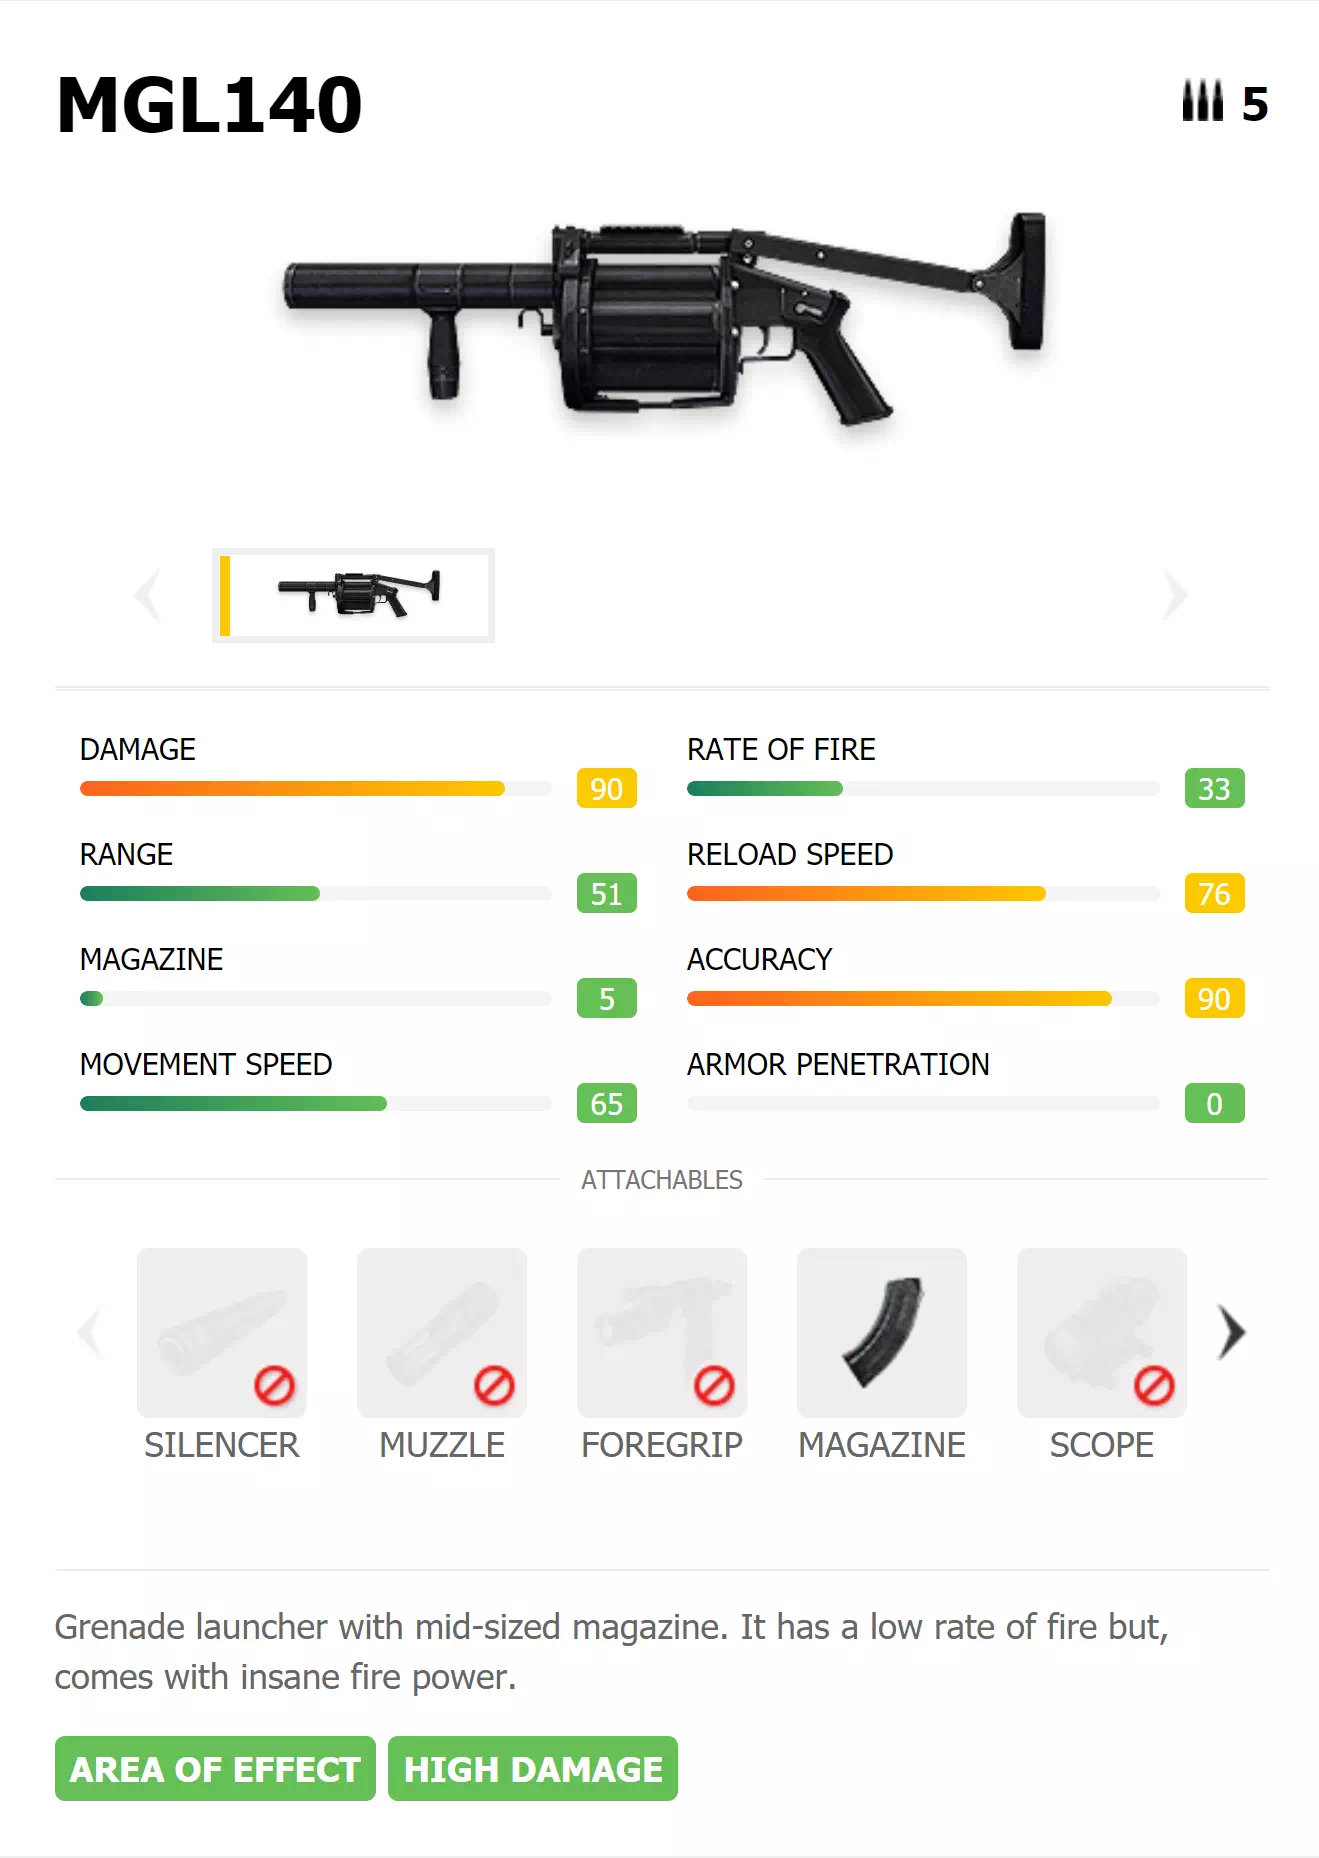 MGL140
5
DAMAGE
90
RATE OF FIRE
33
RANGE
51
RELOAD SPEED
76
MAGAZINE
5
ACCURACY
90
MOVEMENT SPEED
65
ARMOR PENETRATION
0
ATTACHABLES
SILENCER
MUZZLE
FOREGRIP
MAGAZINE
SCOPE
Grenade launcher with mid-sized magazine. It has a low rate of fire but,
comes with insane fire power.
AREA OF EFFECT
HIGH DAMAGE